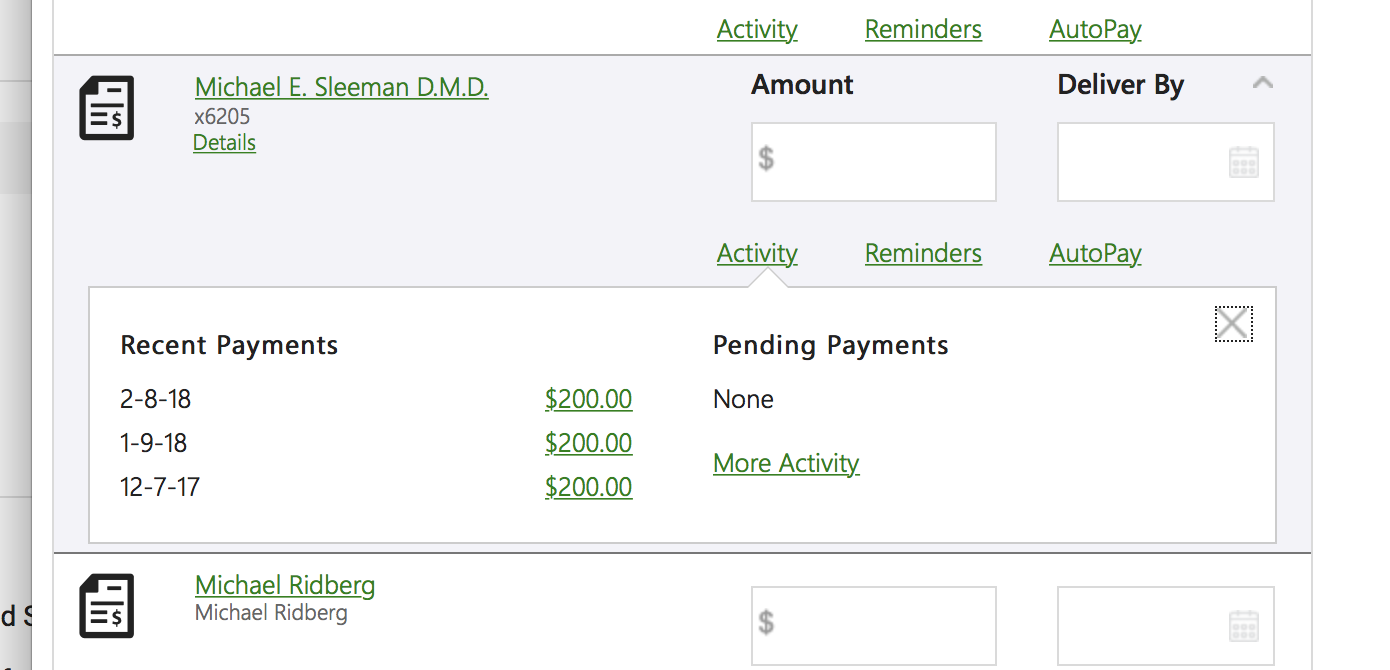 Activity Reminders AutoPay
Michael E. Sleeman D.M.D. Amount Deliver By
x6205
Details
$
Activity Reminders AutoPay
Recent Payments Pending Payments
2-8-18 $200.00 None
1-9-18 $200.00
More Activity
12-7-17 $200.00
Michael Ridberg
Michael Ridberg
$
d S